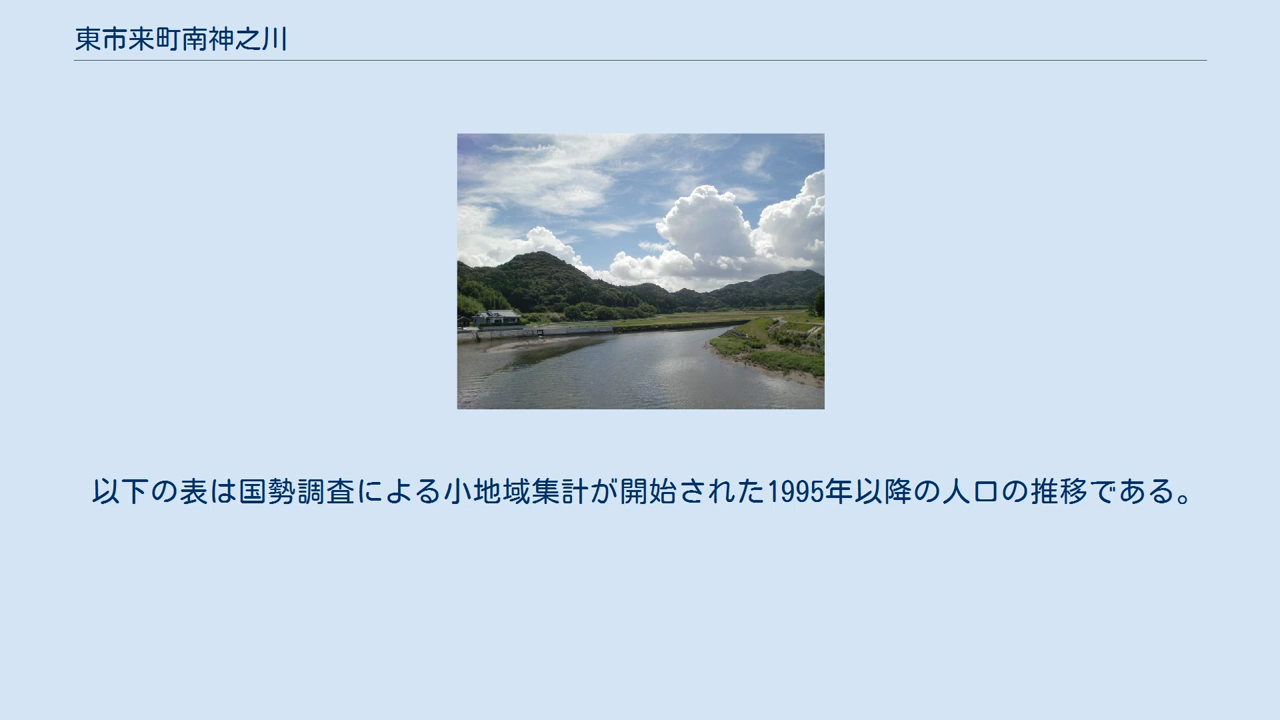 東市来町南神之川
以下の表は国勢調査による小地域集計が開始された1995年以降の人口の推移である。